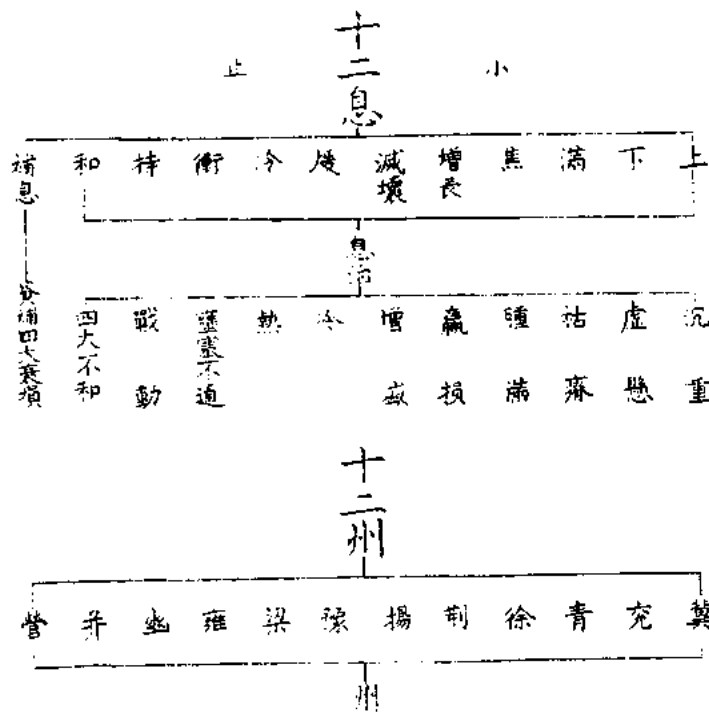 小止
十二息
上 下 滿 焦 增長 減壞 煖 冷 衝 持 和 補息
息治
沉重 虛懸 枯瘠 腫滿 羸損 增 冷 熱 壅塞不通 戰動 四大不和 資補四大衰損
十二州
冀 兗 青 徐 荊 揚 豫 梁 雍 幽 并 營
州